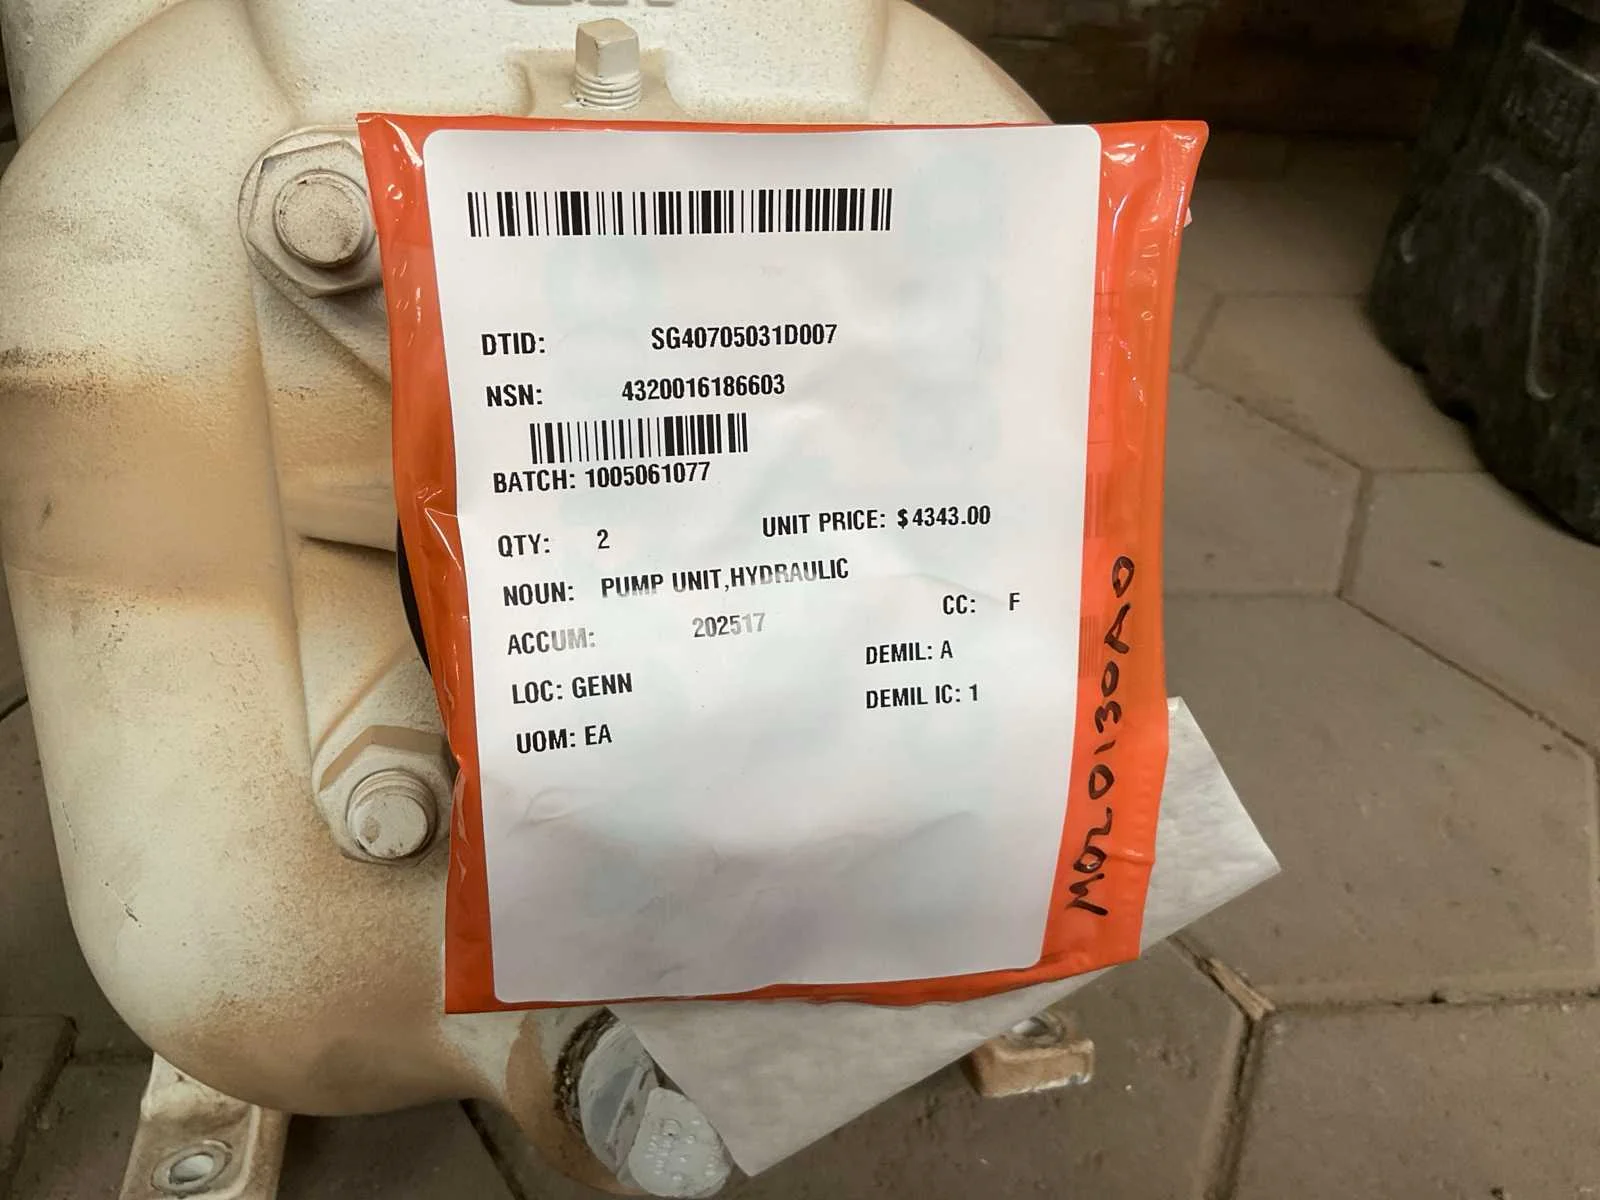 DTID: SG40705031D007
NSN: 4320016186603
BATCH: 1005061077
QTY: 2 UNIT PRICE: $4343.00
NOUN: PUMP UNIT,HYDRAULIC
ACCUM: 202517 CC: F
LOC: GENN DEMIL: A
UOM: EA DEMIL IC: 1
M0L0130A0